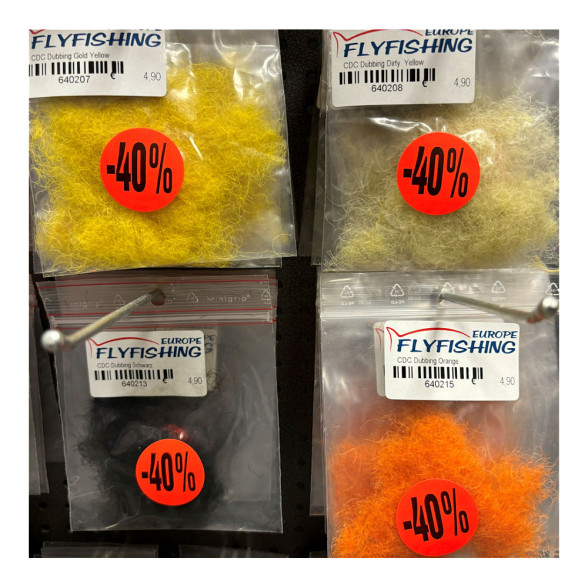 EUROPE
FLYFISHING
CDC Dubbing Gold Yellow
640207
€
4,90
-40%
EUROPE
FLYFISHING
CDC Dubbing Dirty Yellow
640208
€
4,90
-40%
minigrip
EUROPE
FLYFISHING
CDC Dubbing Schwarz
640213
€
4,90
-40%
EUROPE
FLYFISHING
CDC Dubbing Orange
640215
€
4,90
-40%